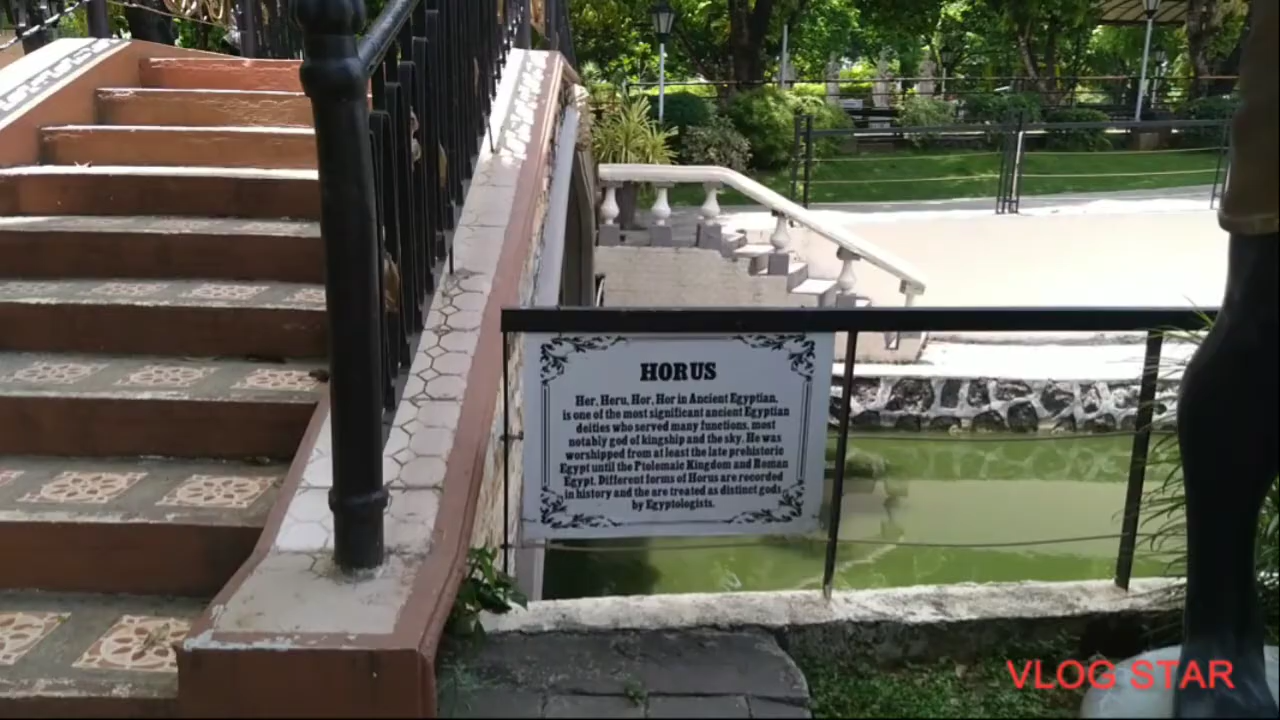 HORUS
Her, Heru, Hor, Hor in Ancient Egyptian,
is one of the most significant ancient Egyptian
deities who served many functions, most
notably god of kingship and the sky. He was
worshipped from at least the late prehistoric
Egypt until the Ptolemaic Kingdom and Roman
Egypt. Different forms of Horus are recorded
in history and the are treated as distinct gods
by Egyptologists.
VLOG STAR